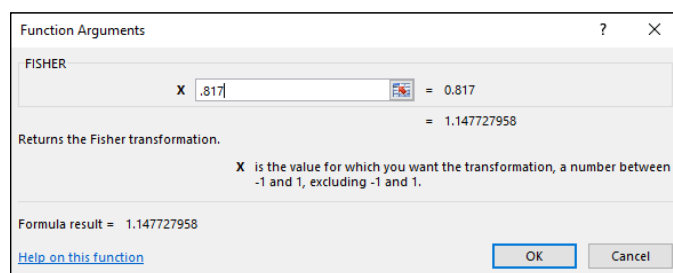 Function Arguments ? ×
FISHER
X .817 = 0.817
= 1.147727958
Returns the Fisher transformation.
X is the value for which you want the transformation, a number between
-1 and 1, excluding -1 and 1.
Formula result = 1.147727958
Help on this function OK Cancel